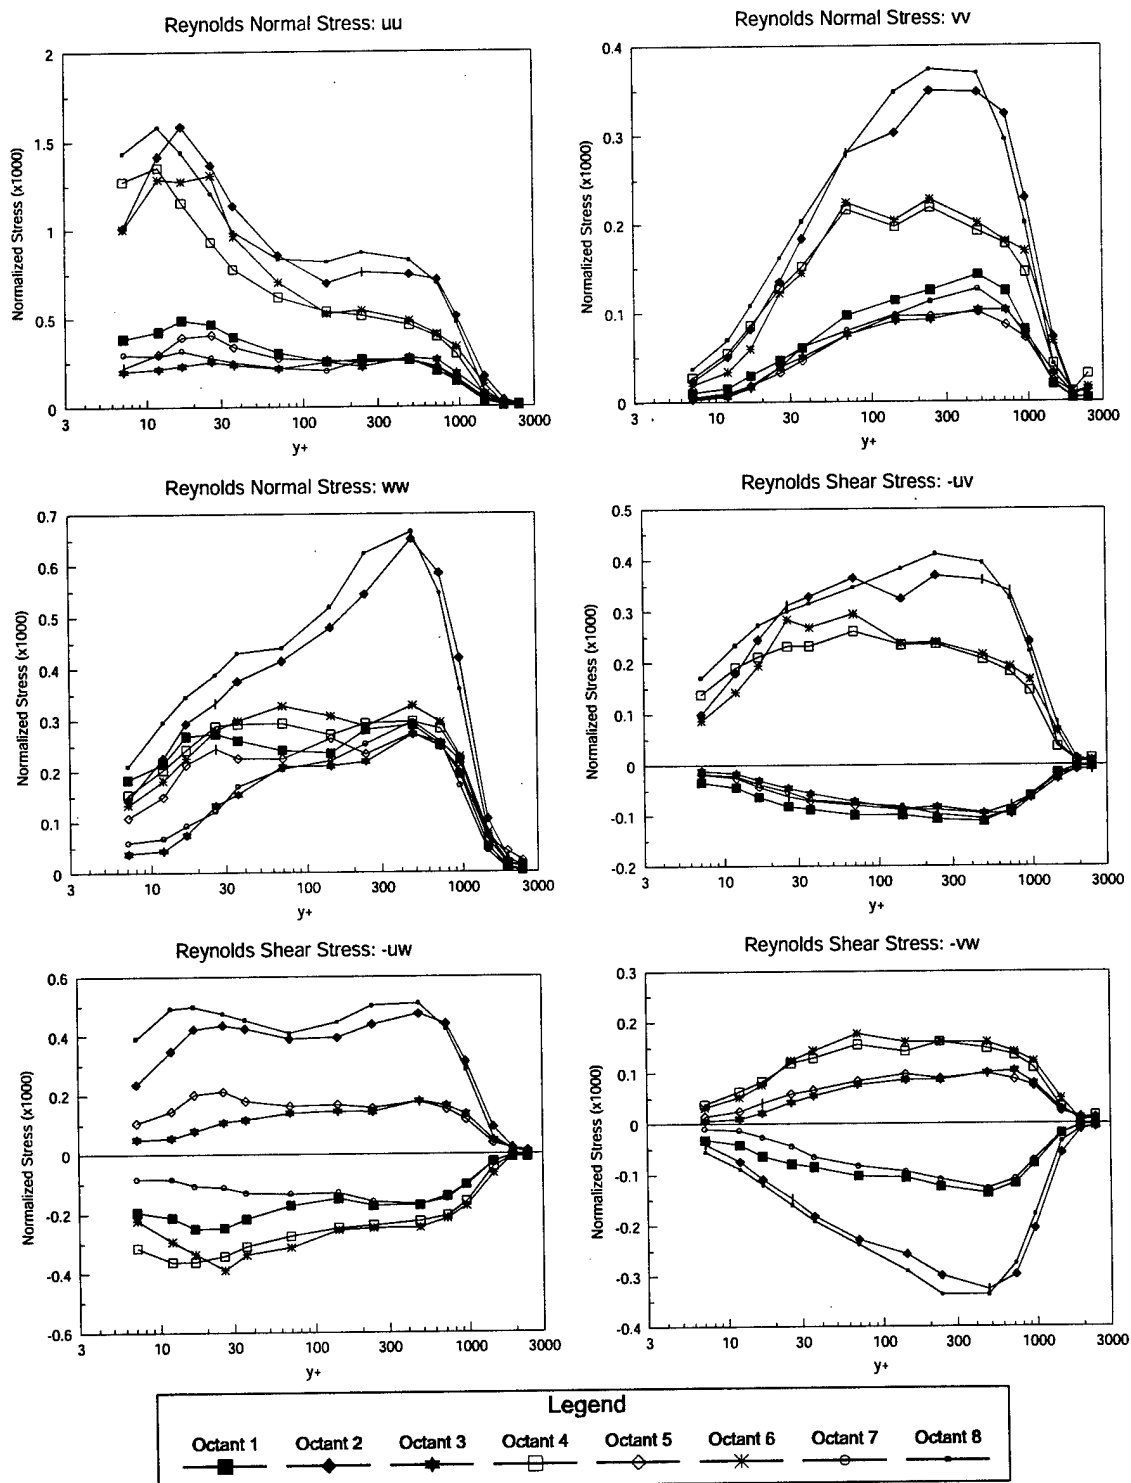 Reynolds Normal Stress: uu
Normalized Stress (x1000)
2
1.5
1
0.5
0
3 10 30 100 300 1000 3000
y+
Reynolds Normal Stress: vv
Normalized Stress (x1000)
0.4
0.3
0.2
0.1
0
3 10 30 100 300 1000 3000
y+
Reynolds Normal Stress: ww
Normalized Stress (x1000)
0.7
0.6
0.5
0.4
0.3
0.2
0.1
0
3 10 30 100 300 1000 3000
y+
Reynolds Shear Stress: -uv
Normalized Stress (x1000)
0.5
0.4
0.3
0.2
0.1
0
-0.1
-0.2
3 10 30 100 300 1000 3000
y+
Reynolds Shear Stress: -uw
Normalized Stress (x1000)
0.6
0.4
0.2
0
-0.2
-0.4
-0.6
3 10 30 100 300 1000 3000
y+
Reynolds Shear Stress: -vw
Normalized Stress (x1000)
0.3
0.2
0.1
0
-0.1
-0.2
-0.3
-0.4
3 10 30 100 300 1000 3000
y+
Legend
Octant 1 Octant 2 Octant 3 Octant 4 Octant 5 Octant 6 Octant 7 Octant 8